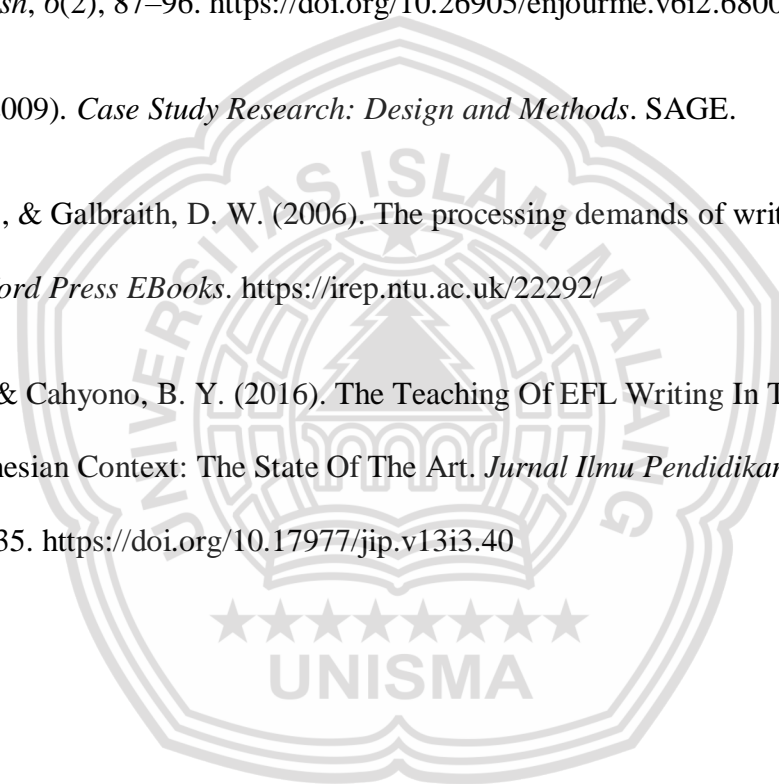 sh, 6(2), 87–96. https://doi.org/10.26905/enjourme.v6i2.6800
009). Case Study Research: Design and Methods. SAGE.
., & Galbraith, D. W. (2006). The processing demands of writ
ord Press EBooks. https://irep.ntu.ac.uk/22292/
& Cahyono, B. Y. (2016). The Teaching Of EFL Writing In T
nesian Context: The State Of The Art. Jurnal Ilmu Pendidikan
35. https://doi.org/10.17977/jip.v13i3.40
UNIVERSITAS ISLAM MALANG
UNISMA